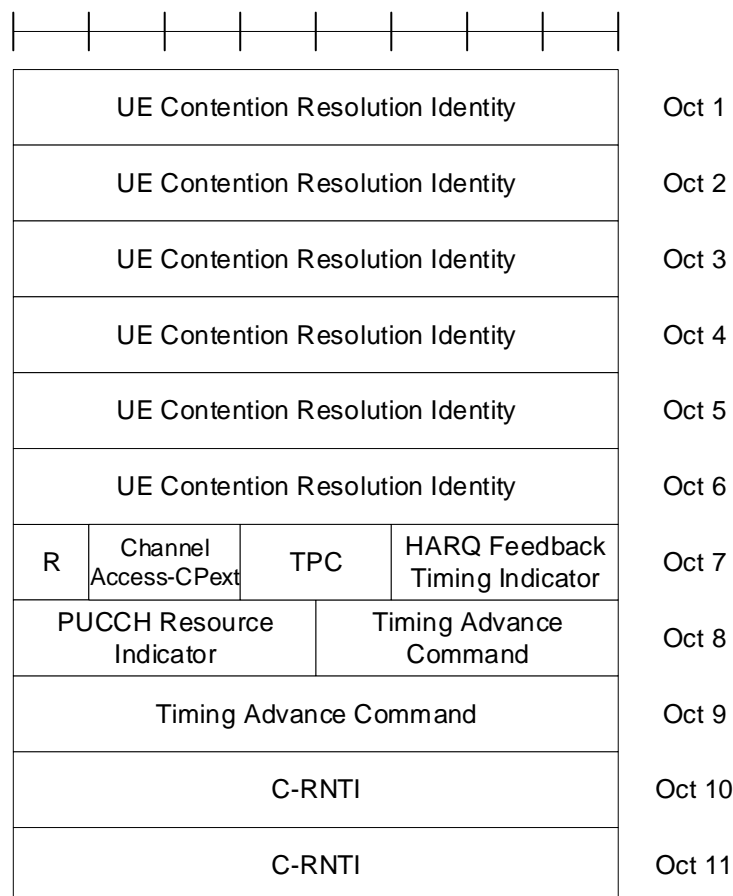 UE Contention Resolution Identity Oct 1
UE Contention Resolution Identity Oct 2
UE Contention Resolution Identity Oct 3
UE Contention Resolution Identity Oct 4
UE Contention Resolution Identity Oct 5
UE Contention Resolution Identity Oct 6
R
Channel
Access-CPext
TPC
HARQ Feedback
Timing Indicator
Oct 7
PUCCH Resource
Indicator
Timing Advance
Command
Oct 8
Timing Advance Command Oct 9
C-RNTI Oct 10
C-RNTI Oct 11